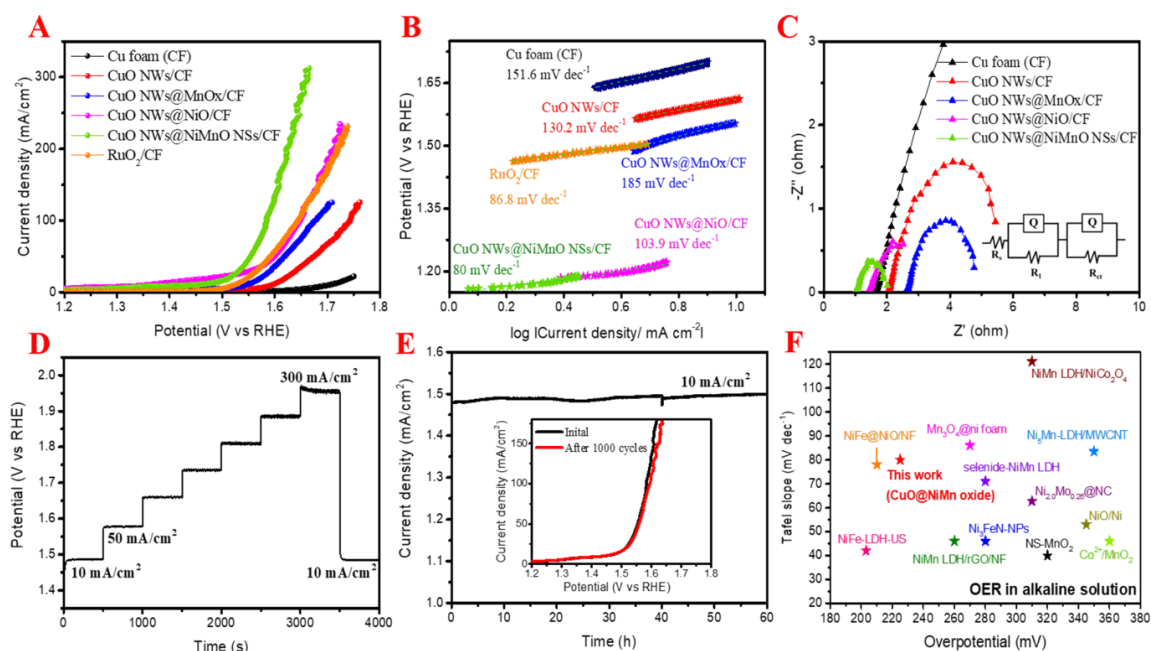 A
Current density (mA/cm²)
300
250
200
150
100
50
0
Cu foam (CF)
CuO NWs/CF
CuO NWs@MnOx/CF
CuO NWs@NiO/CF
CuO NWs@NiMnO NSs/CF
RuO₂/CF
1.2 1.3 1.4 1.5 1.6 1.7 1.8
Potential (V vs RHE)
B
Potential (V vs RHE)
1.65
1.50
1.35
1.20
Cu foam (CF)
151.6 mV dec⁻¹
CuO NWs/CF
130.2 mV dec⁻¹
RuO₂/CF
86.8 mV dec⁻¹
CuO NWs@MnOx/CF
185 mV dec⁻¹
CuO NWs@NiO/CF
103.9 mV dec⁻¹
CuO NWs@NiMnO NSs/CF
80 mV dec⁻¹
0.0 0.2 0.4 0.6 0.8 1.0
log |Current density/ mA cm⁻²|
C
-Z'' (ohm)
3
2
1
0
Cu foam (CF)
CuO NWs/CF
CuO NWs@MnOx/CF
CuO NWs@NiO/CF
CuO NWs@NiMnO NSs/CF
Q Q
Rs
R1 Rct
0 2 4 6 8 10
Z' (ohm)
D
Potential (V vs RHE)
2.0
1.9
1.8
1.7
1.6
1.5
1.4
300 mA/cm²
50 mA/cm²
10 mA/cm²
10 mA/cm²
0 1000 2000 3000 4000
Time (s)
E
Current density (mA/cm²)
1.6
1.5
1.4
1.3
1.2
1.1
1.0
10 mA/cm²
Current density (mA/cm²)
150
100
50
0
Inital
After 1000 cycles
1.2 1.3 1.4 1.5 1.6 1.7 1.8
Potential (V vs RHE)
0 10 20 30 40 50 60
Time (h)
F
Tafel slope (mV dec⁻¹)
120
110
100
90
80
70
60
50
40
30
20
NiMn LDH/NiCo₂O₄
NiFe@NiO/NF
Mn₃O₄@ni foam
Ni₅Mn-LDH/MWCNT
This work
(CuO@NiMn oxide)
selenide-NiMn LDH
Ni₂.₀Mo₀.₂₆@NC
NiO/Ni
NiFe-LDH-US
Ni₃FeN-NPs
NiMn LDH/rGO/NF
NS-MnO₂
Co²⁺/MnO₂
OER in alkaline solution
180 200 220 240 260 280 300 320 340 360 380
Overpotential (mV)